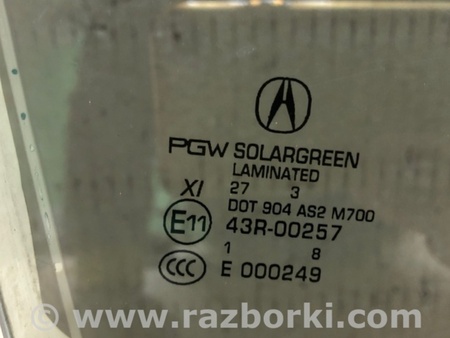 PGW SOLARGREEN
LAMINATED
XI 27 3
DOT 904 AS2 M700
E11 43R-00257
1 8
CCC E 000249
www.razborki.com